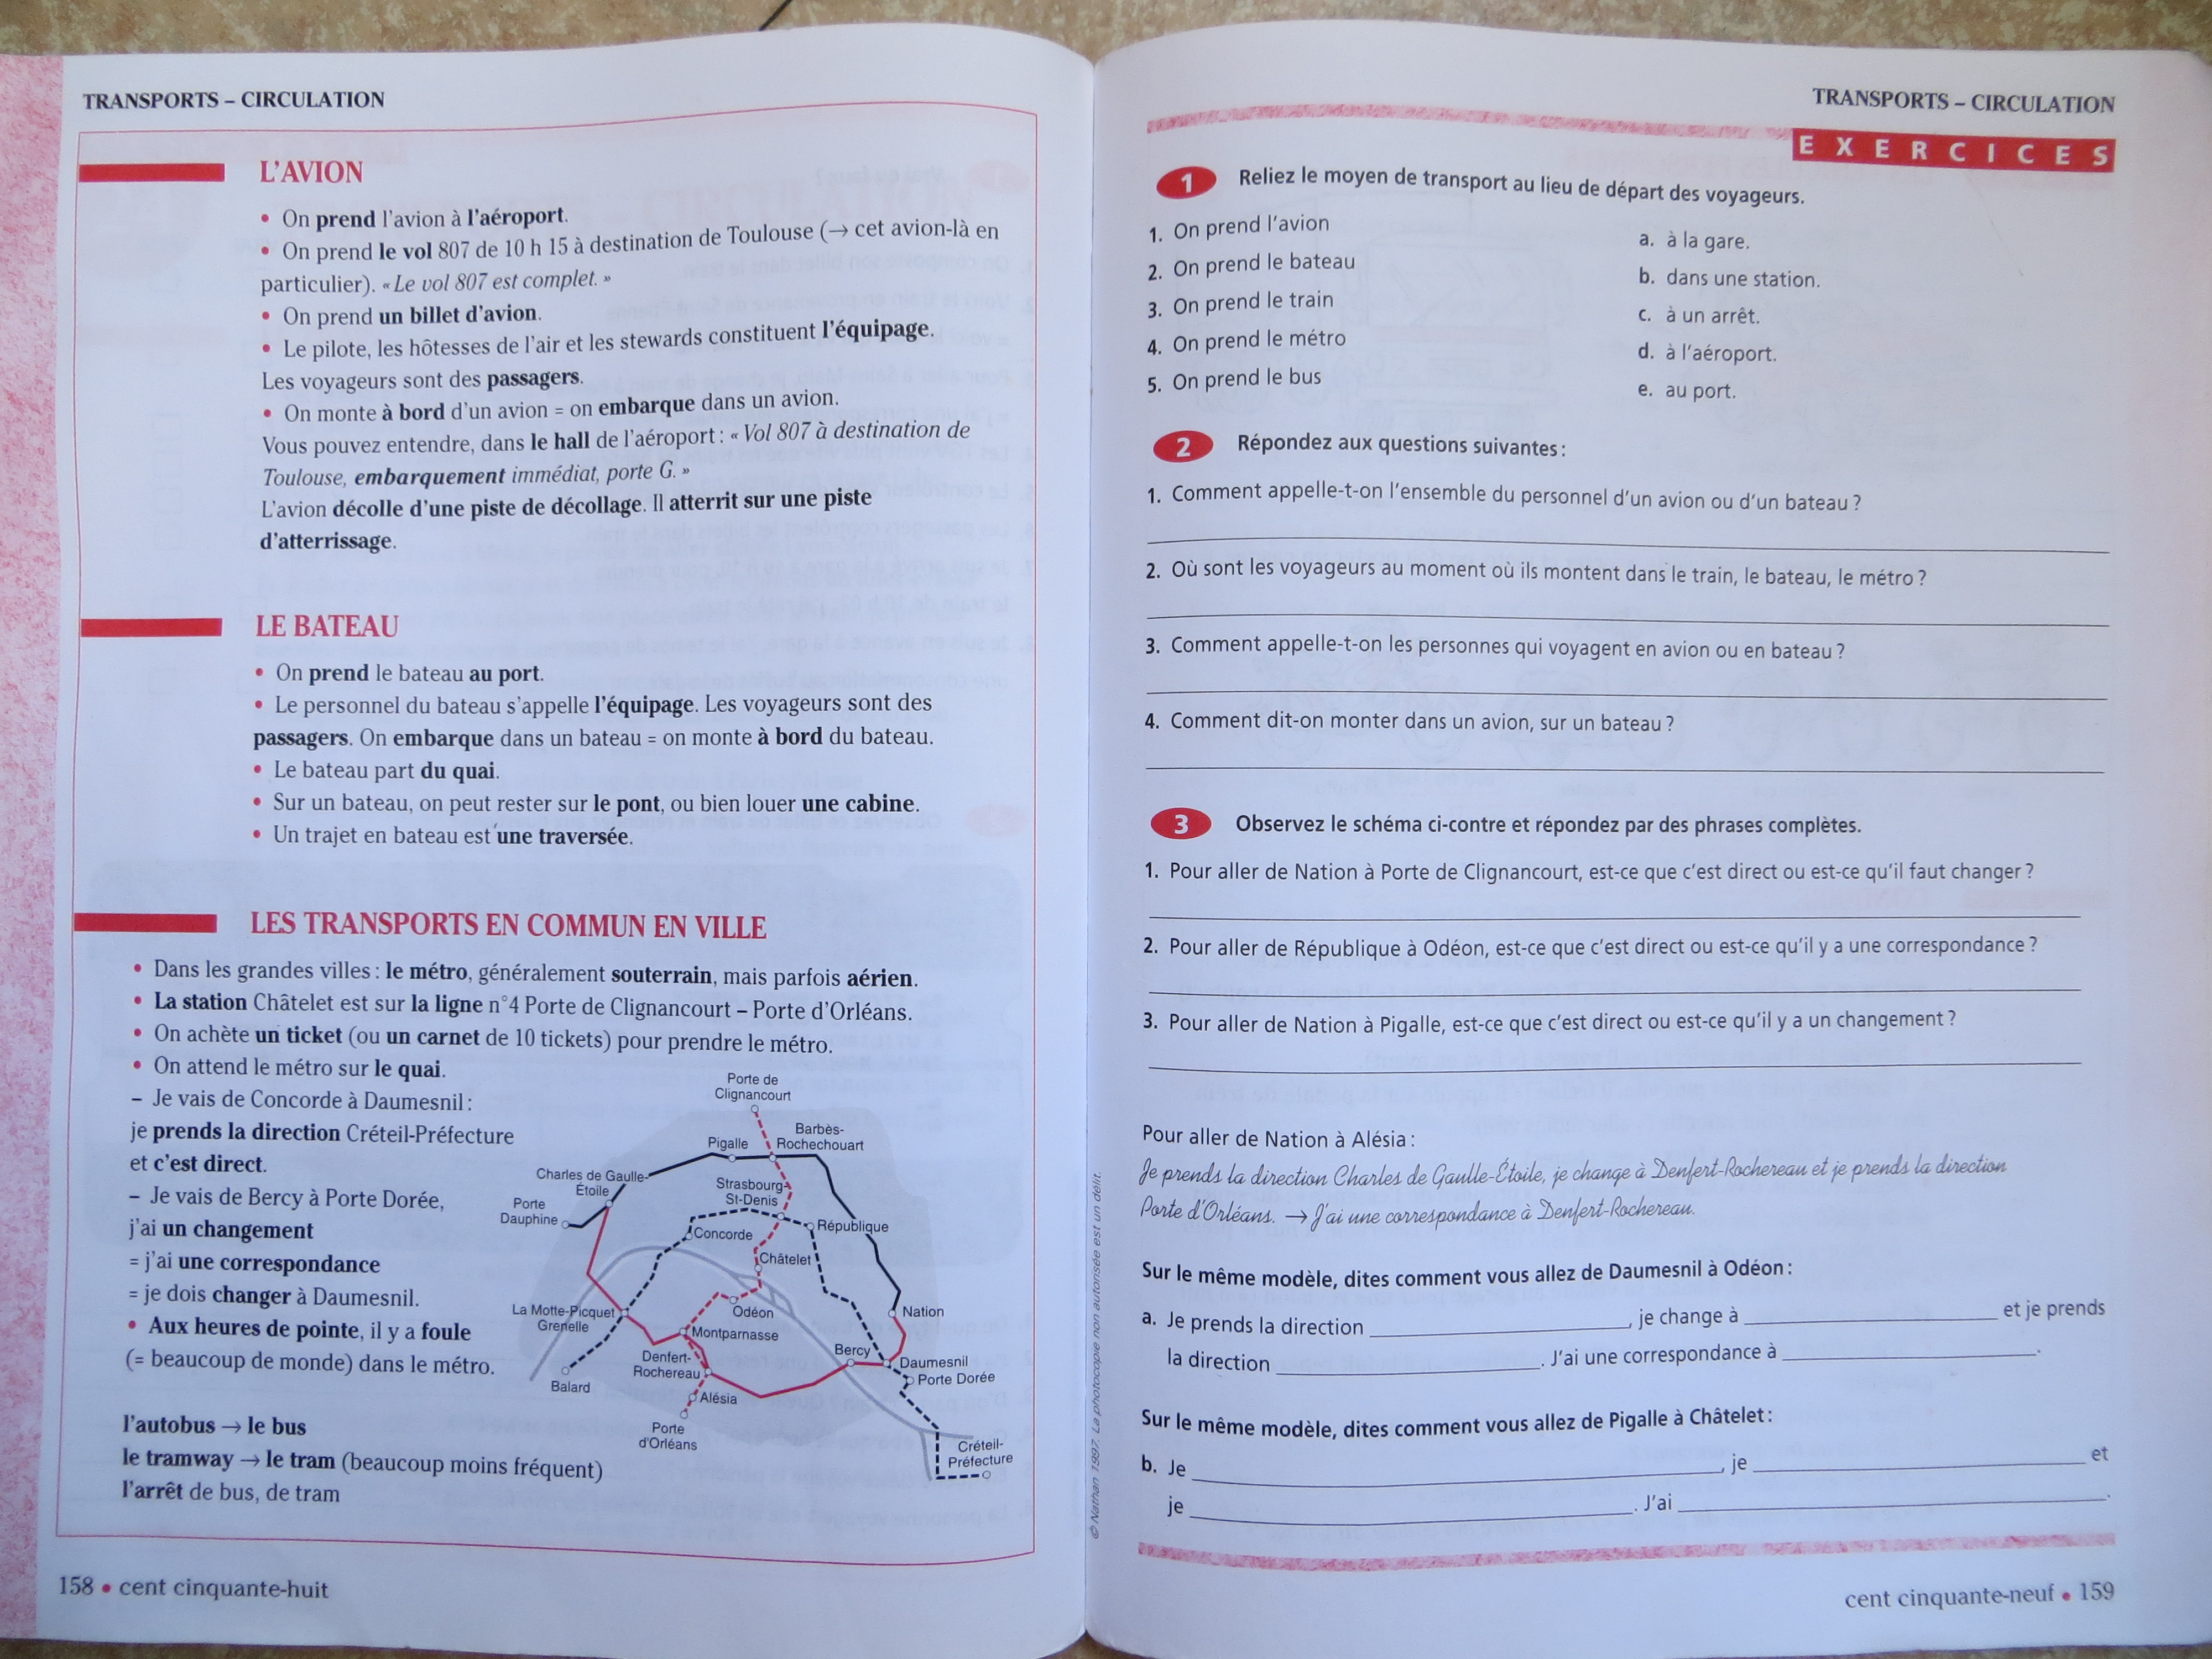 TRANSPORTS – CIRCULATION
L'AVION
• On prend l'avion à l'aéroport.
• On prend le vol 807 de 10 h 15 à destination de Toulouse (→ cet avion-là en
particulier). « Le vol 807 est complet. »
• On prend un billet d'avion.
• Le pilote, les hôtesses de l'air et les stewards constituent l'équipage.
Les voyageurs sont des passagers.
• On monte à bord d'un avion = on embarque dans un avion.
Vous pouvez entendre, dans le hall de l'aéroport : « Vol 807 à destination de
Toulouse, embarquement immédiat, porte G. »
L'avion décolle d'une piste de décollage. Il atterrit sur une piste
d'atterrissage.
LE BATEAU
• On prend le bateau au port.
• Le personnel du bateau s'appelle l'équipage. Les voyageurs sont des
passagers. On embarque dans un bateau = on monte à bord du bateau.
• Le bateau part du quai.
• Sur un bateau, on peut rester sur le pont, ou bien louer une cabine.
• Un trajet en bateau est une traversée.
LES TRANSPORTS EN COMMUN EN VILLE
• Dans les grandes villes : le métro, généralement souterrain, mais parfois aérien.
• La station Châtelet est sur la ligne n°4 Porte de Clignancourt – Porte d'Orléans.
• On achète un ticket (ou un carnet de 10 tickets) pour prendre le métro.
• On attend le métro sur le quai.
– Je vais de Concorde à Daumesnil :
je prends la direction Créteil-Préfecture
et c'est direct.
– Je vais de Bercy à Porte Dorée,
j'ai un changement
= j'ai une correspondance
= je dois changer à Daumesnil.
• Aux heures de pointe, il y a foule
(= beaucoup de monde) dans le métro.
l'autobus → le bus
le tramway → le tram (beaucoup moins fréquent)
l'arrêt de bus, de tram
Porte de
Clignancourt
Pigalle
Barbès-
Rochechouart
Charles de Gaulle-
Étoile
Porte
Dauphine
Strasbourg-
St-Denis
Concorde
République
Châtelet
La Motte-Picquet
Grenelle
Odéon
Nation
Montparnasse
Denfert-
Rochereau
Bercy
Daumesnil
Porte Dorée
Balard
Alésia
Porte
d'Orléans
Créteil-
Préfecture
158 • cent cinquante-huit
TRANSPORTS – CIRCULATION
EXERCICES
1 Reliez le moyen de transport au lieu de départ des voyageurs.
1. On prend l'avion
2. On prend le bateau
3. On prend le train
4. On prend le métro
5. On prend le bus
a. à la gare.
b. dans une station.
c. à un arrêt.
d. à l'aéroport.
e. au port.
2 Répondez aux questions suivantes :
1. Comment appelle-t-on l'ensemble du personnel d'un avion ou d'un bateau ?
2. Où sont les voyageurs au moment où ils montent dans le train, le bateau, le métro ?
3. Comment appelle-t-on les personnes qui voyagent en avion ou en bateau ?
4. Comment dit-on monter dans un avion, sur un bateau ?
3 Observez le schéma ci-contre et répondez par des phrases complètes.
1. Pour aller de Nation à Porte de Clignancourt, est-ce que c'est direct ou est-ce qu'il faut changer ?
2. Pour aller de République à Odéon, est-ce que c'est direct ou est-ce qu'il y a une correspondance ?
3. Pour aller de Nation à Pigalle, est-ce que c'est direct ou est-ce qu'il y a un changement ?
Pour aller de Nation à Alésia :
Je prends la direction Charles de Gaulle-Étoile, je change à Denfert-Rochereau et je prends la direction
Porte d'Orléans. → J'ai une correspondance à Denfert-Rochereau.
Sur le même modèle, dites comment vous allez de Daumesnil à Odéon :
a. Je prends la direction , je change à et je prends
la direction . J'ai une correspondance à .
Sur le même modèle, dites comment vous allez de Pigalle à Châtelet :
b. Je , je et
je . J'ai .
© Nathan 1997. La photocopie non autorisée est un délit.
cent cinquante-neuf • 159